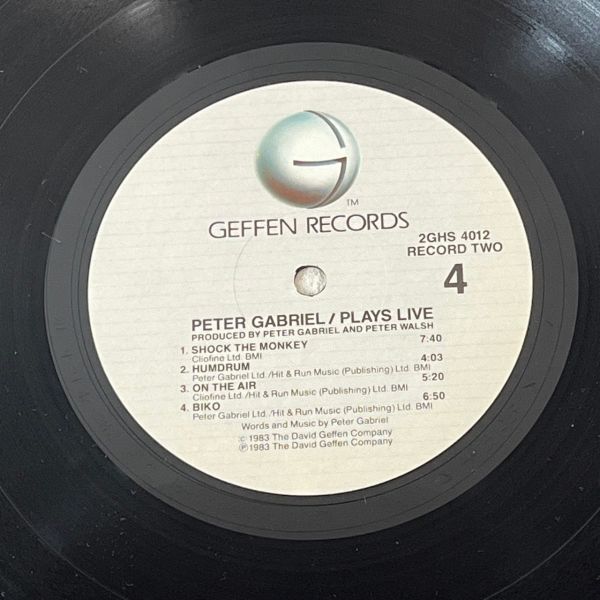 G
TM
GEFFEN RECORDS
2GHS 4012
RECORD TWO
4
PETER GABRIEL / PLAYS LIVE
PRODUCED BY PETER GABRIEL AND PETER WALSH
1. SHOCK THE MONKEY 7:40
Cliofine Ltd. BMI
2. HUMDRUM 4:03
Peter Gabriel Ltd./Hit & Run Music (Publishing) Ltd. BMI
3. ON THE AIR 5:20
Cliofine Ltd./Hit & Run Music (Publishing) Ltd. BMI
4. BIKO 6:50
Peter Gabriel Ltd./Hit & Run Music (Publishing) Ltd. BMI
Words and Music by Peter Gabriel
© 1983 The David Geffen Company
℗ 1983 The David Geffen Company